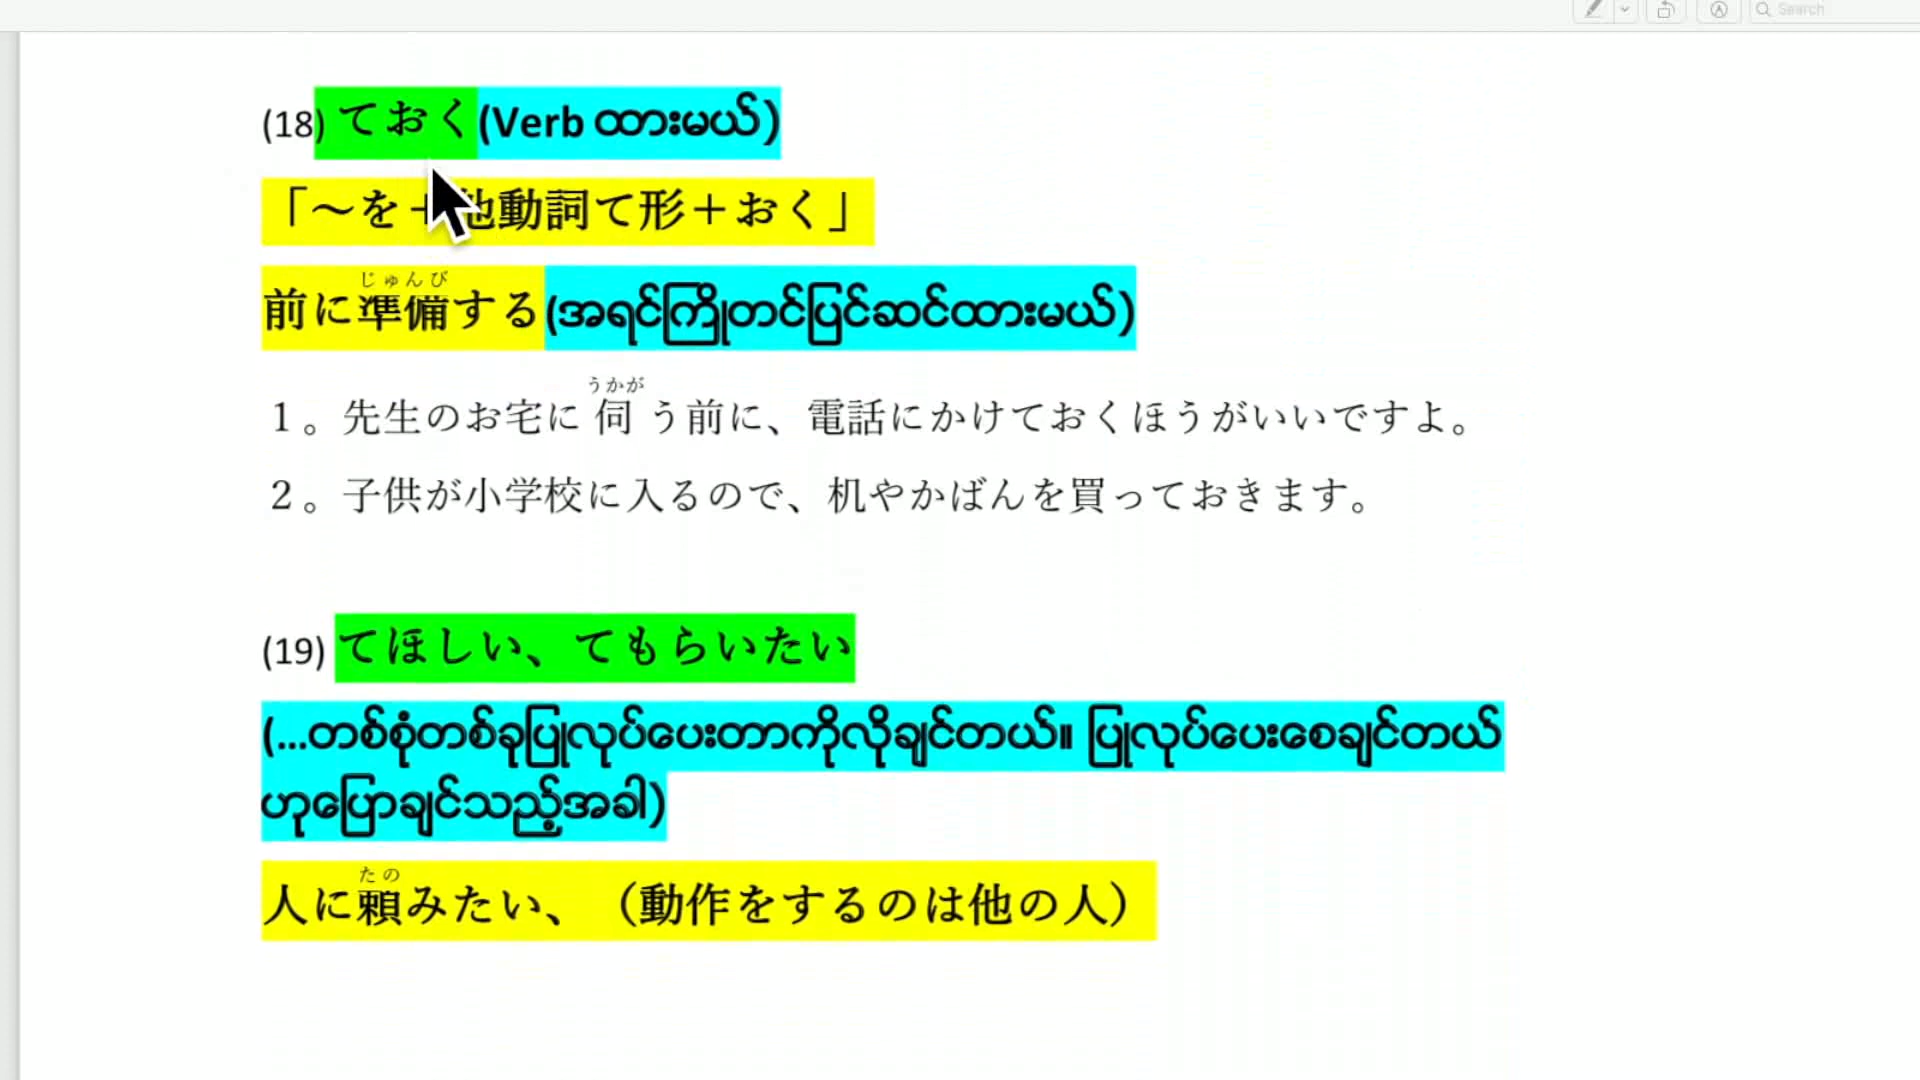 Search
(18) ておく(Verb ထားမယ်)
「～を＋他動詞て形＋おく」
じゅんび
前に準備する(အရင်ကြိုတင်ပြင်ဆင်ထားမယ်)
うかが
１。先生のお宅に伺う前に、電話にかけておくほうがいいですよ。
２。子供が小学校に入るので、机やかばんを買っておきます。
(19) てほしい、てもらいたい
(...တစ်စုံတစ်ခုပြုလုပ်ပေးတာကိုလိုချင်တယ်။ ပြုလုပ်ပေးစေချင်တယ်
ဟုပြောချင်သည့်အခါ)
たの
人に頼みたい、（動作をするのは他の人）